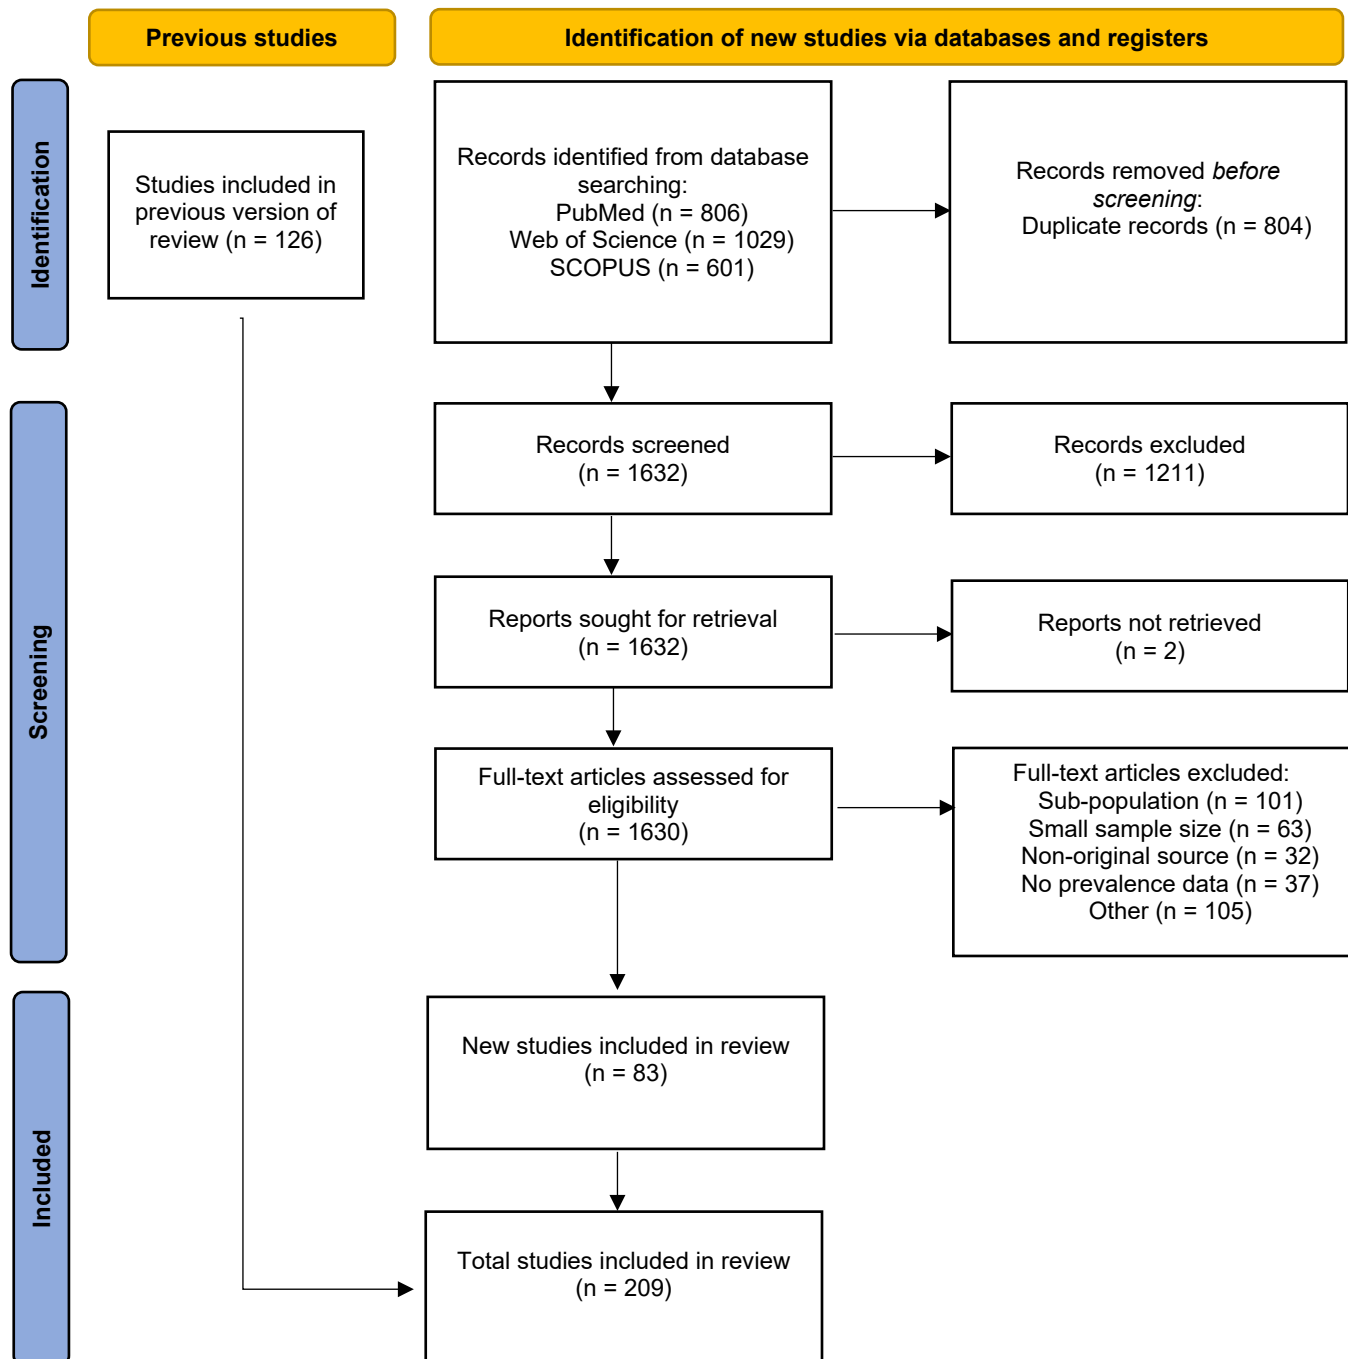 Previous studies
Identification of new studies via databases and registers
Identification
Studies included in
previous version of
review (n = 126)
Records identified from database
searching:
PubMed (n = 806)
Web of Science (n = 1029)
SCOPUS (n = 601)
Records removed before
screening:
Duplicate records (n = 804)
Screening
Records screened
(n = 1632)
Records excluded
(n = 1211)
Reports sought for retrieval
(n = 1632)
Reports not retrieved
(n = 2)
Full-text articles assessed for
eligibility
(n = 1630)
Full-text articles excluded:
Sub-population (n = 101)
Small sample size (n = 63)
Non-original source (n = 32)
No prevalence data (n = 37)
Other (n = 105)
Included
New studies included in review
(n = 83)
Total studies included in review
(n = 209)